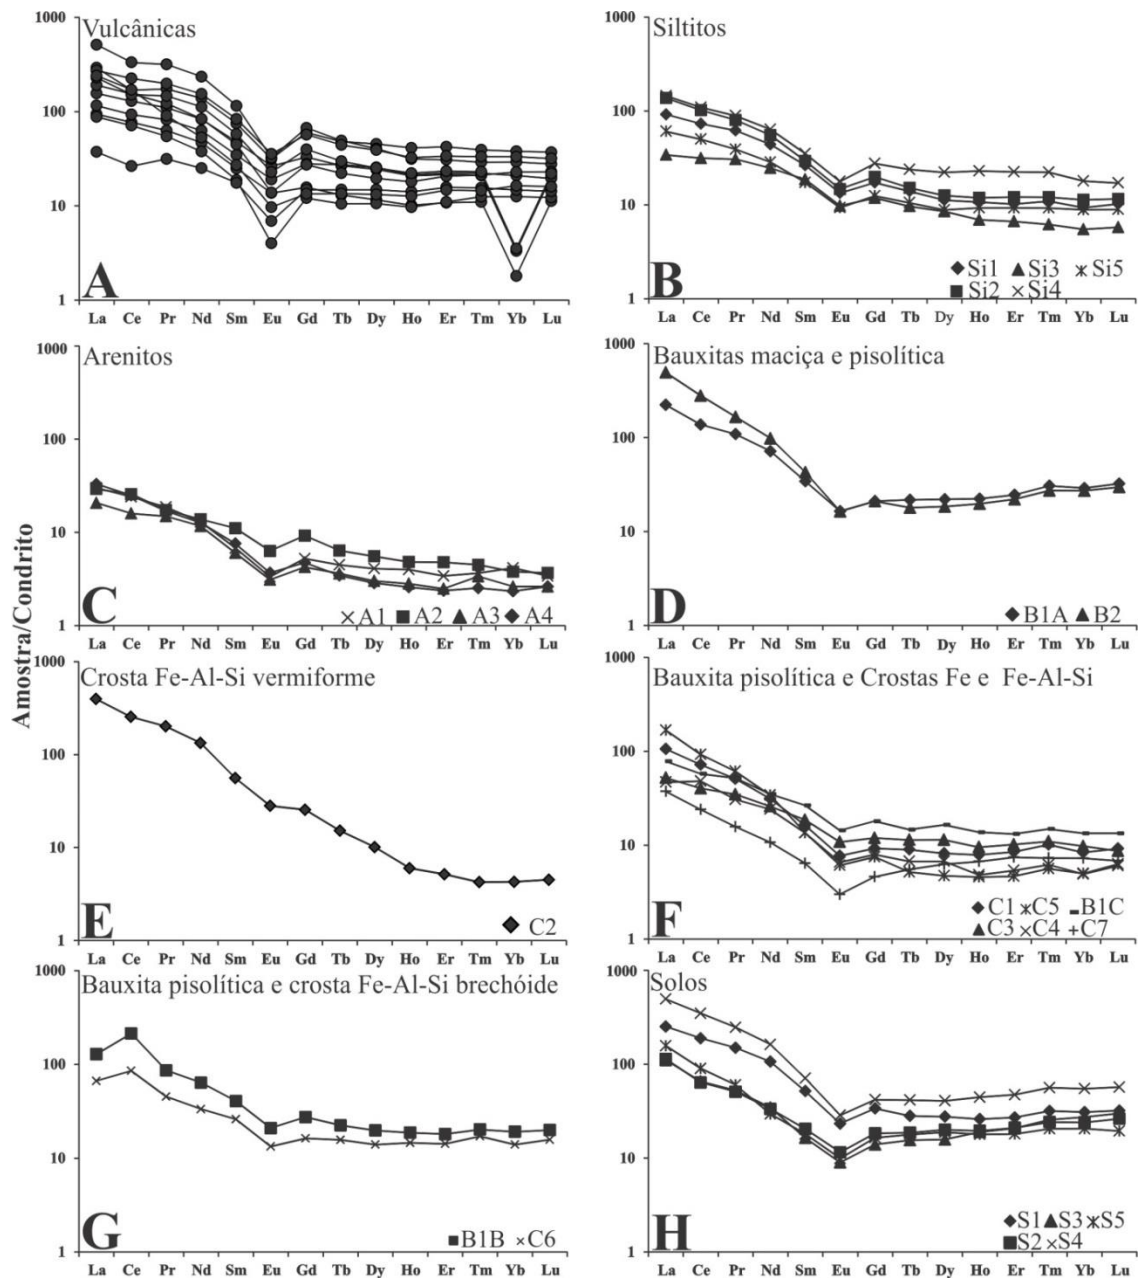 Amostra/Condrito
Vulcânicas
1000
100
10
1
A
La Ce Pr Nd Sm Eu Gd Tb Dy Ho Er Tm Yb Lu
Siltitos
1000
100
10
1
B
Si1 Si3 Si5
Si2 Si4
La Ce Pr Nd Sm Eu Gd Tb Dy Ho Er Tm Yb Lu
Arenitos
1000
100
10
1
C
A1 A2 A3 A4
La Ce Pr Nd Sm Eu Gd Tb Dy Ho Er Tm Yb Lu
Bauxitas maciça e pisolítica
1000
100
10
1
D
B1A B2
La Ce Pr Nd Sm Eu Gd Tb Dy Ho Er Tm Yb Lu
Crosta Fe-Al-Si vermiforme
1000
100
10
1
E
C2
La Ce Pr Nd Sm Eu Gd Tb Dy Ho Er Tm Yb Lu
Bauxita pisolítica e Crostas Fe e Fe-Al-Si
1000
100
10
1
F
C1 C5 B1C
C3 C4 C7
La Ce Pr Nd Sm Eu Gd Tb Dy Ho Er Tm Yb Lu
Bauxita pisolítica e crosta Fe-Al-Si brechóide
1000
100
10
1
G
B1B C6
La Ce Pr Nd Sm Eu Gd Tb Dy Ho Er Tm Yb Lu
Solos
1000
100
10
1
H
S1 S3 S5
S2 S4
La Ce Pr Nd Sm Eu Gd Tb Dy Ho Er Tm Yb Lu